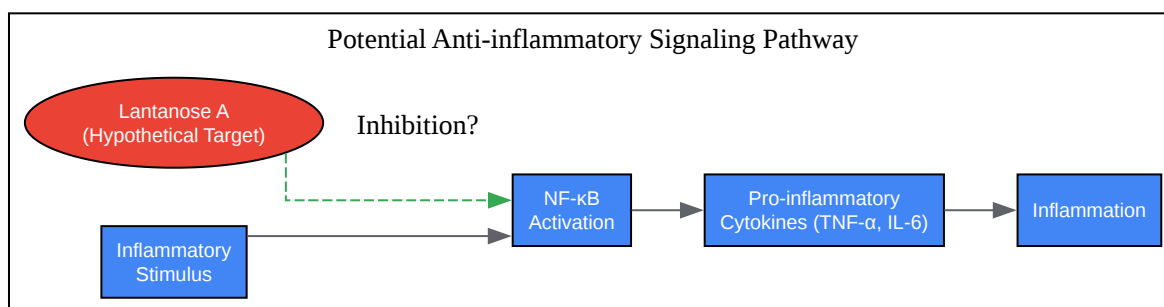 Potential Anti-inflammatory Signaling Pathway
Lantanose A
(Hypothetical Target)
Inhibition?
NF-κB
Activation
Pro-inflammatory
Cytokines (TNF-α, IL-6)
Inflammation
Inflammatory
Stimulus